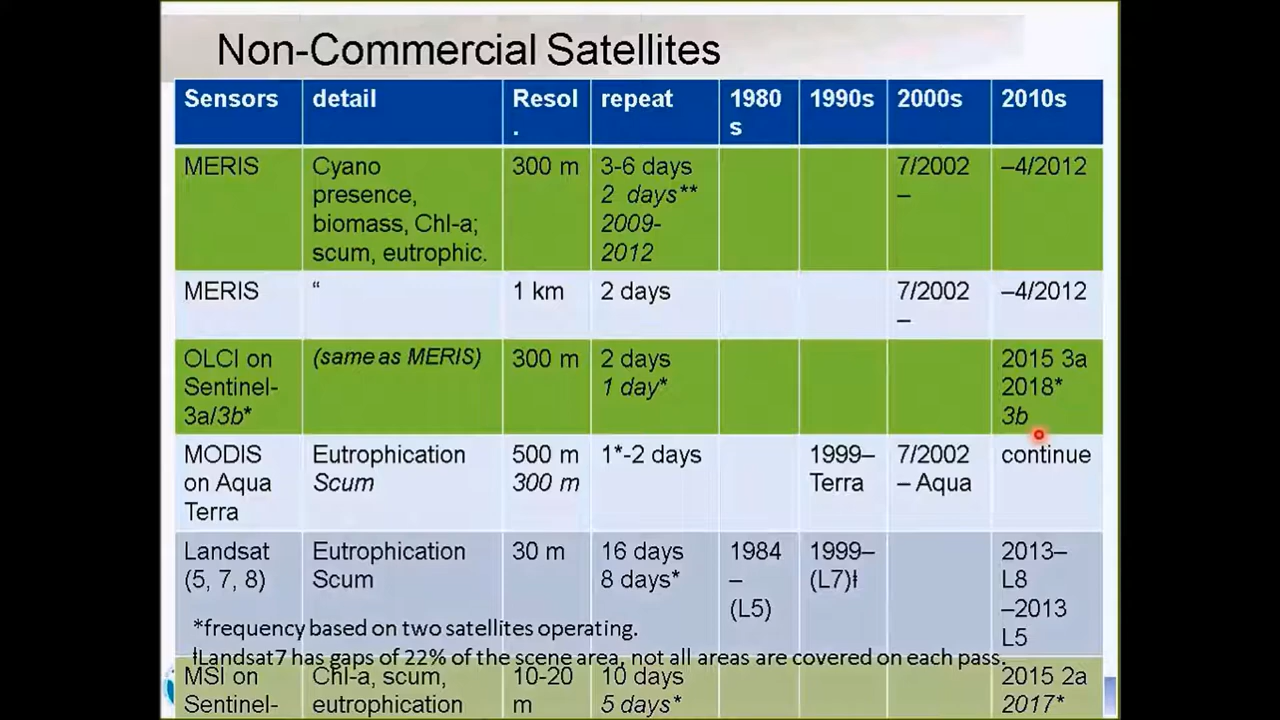 Non-Commercial Satellites
Sensors detail Resol. repeat 1980s 1990s 2000s 2010s
MERIS
Cyano
presence,
biomass, Chl-a;
scum, eutrophic.
300 m
3-6 days
2 days**
2009-
2012
7/2002
–
–4/2012
MERIS
“
1 km
2 days
7/2002
–
–4/2012
OLCI on
Sentinel-
3a/3b*
(same as MERIS)
300 m
2 days
1 day*
2015 3a
2018*
3b
MODIS
on Aqua
Terra
Eutrophication
Scum
500 m
300 m
1*-2 days
1999–
Terra
7/2002
– Aqua
continue
Landsat
(5, 7, 8)
Eutrophication
Scum
30 m
16 days
8 days*
1984
–
(L5)
1999–
(L7)ƚ
2013–
L8
–2013
L5
*frequency based on two satellites operating.
ƚLandsat7 has gaps of 22% of the scene area, not all areas are covered on each pass.
MSI on
Sentinel-
Chl-a, scum,
eutrophication
10-20
m
10 days
5 days*
2015 2a
2017*